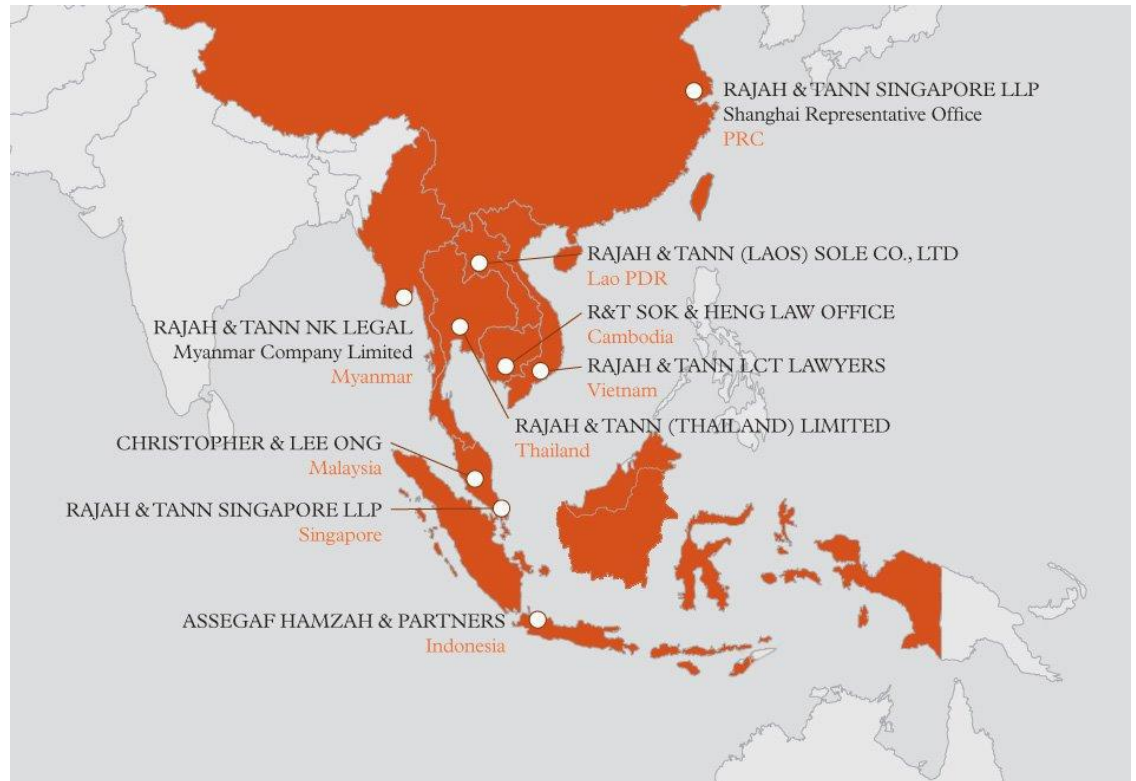 RAJAH & TANN SINGAPORE LLP
Shanghai Representative Office
PRC
RAJAH & TANN (LAOS) SOLE CO., LTD
Lao PDR
R&T SOK & HENG LAW OFFICE
Cambodia
RAJAH & TANN NK LEGAL
Myanmar Company Limited
Myanmar
RAJAH & TANN LCT LAWYERS
Vietnam
RAJAH & TANN (THAILAND) LIMITED
Thailand
CHRISTOPHER & LEE ONG
Malaysia
RAJAH & TANN SINGAPORE LLP
Singapore
ASSEGAF HAMZAH & PARTNERS
Indonesia